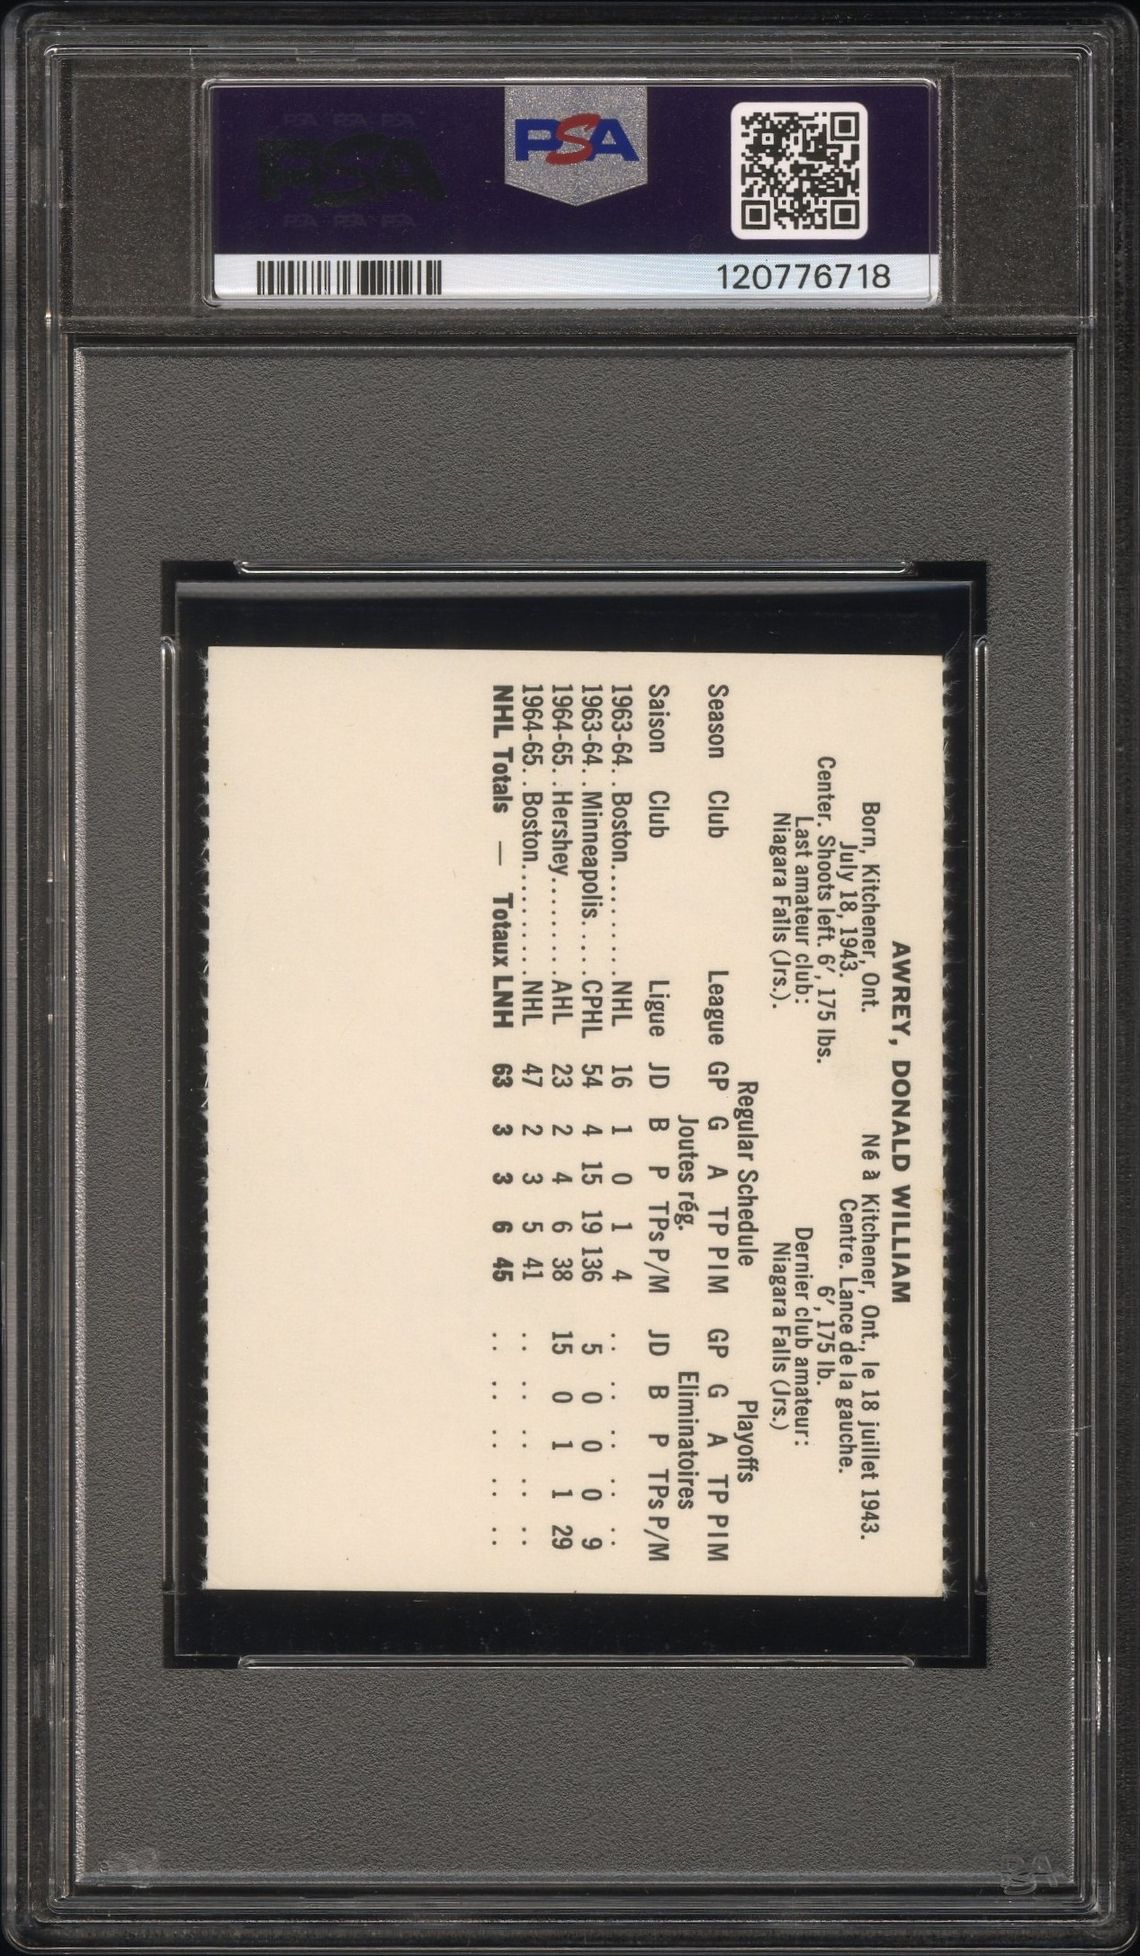 PSA
120776718
AWREY, DONALD WILLIAM
Born, Kitchener, Ont.
July 18, 1943.
Center. Shoots left. 6′, 175 lbs.
Last amateur club:
Niagara Falls (Jrs.).
Né à Kitchener, Ont., le 18 juillet 1943.
Centre. Lance de la gauche.
6′, 175 lb.
Dernier club amateur:
Niagara Falls (Jrs.)
Regular Schedule Playoffs
Season Club League GP G A TP PIM GP G A TP PIM
Joutes rég. Eliminatoires
Saison Club Ligue JD B P TPs P/M JD B P TPs P/M
1963-64. . Boston. . . . . . . . .NHL 16 1 0 1 4 . . . . . . . . . .
1963-64. . Minneapolis. . . . .CPHL 54 4 15 19 136 5 0 0 0 9
1964-65. . Hershey. . . . . . . .AHL 23 2 4 6 38 15 0 1 1 29
1964-65. . Boston. . . . . . . . .NHL 47 2 3 5 41 . . . . . . . . . .
NHL Totals — Totaux LNH 63 3 3 6 45 . . . . . . . . . .